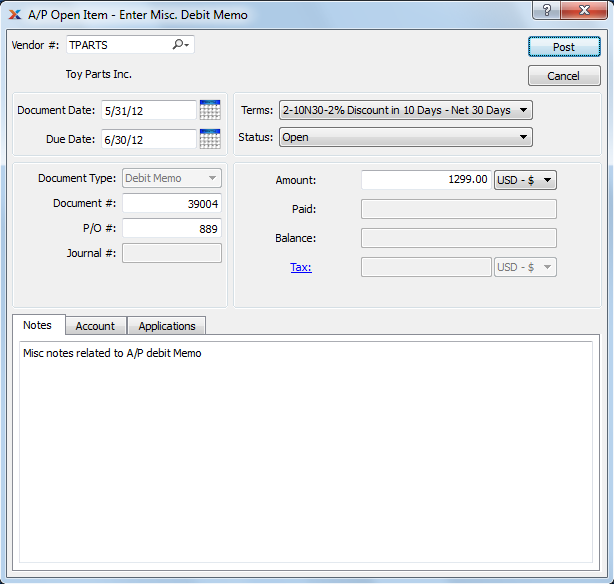 A/P Open Item - Enter Misc. Debit Memo
?
Vendor #: TPARTS
Post
Toy Parts Inc.
Cancel
Document Date: 5/31/12
Terms: 2-10N30-2% Discount in 10 Days - Net 30 Days
Due Date: 6/30/12
Status: Open
Document Type: Debit Memo
Amount: 1299.00 USD - $
Document #: 39004
Paid:
P/O #: 889
Balance:
Journal #:
Tax: USD - $
Notes Account Applications
Misc notes related to A/P debit Memo